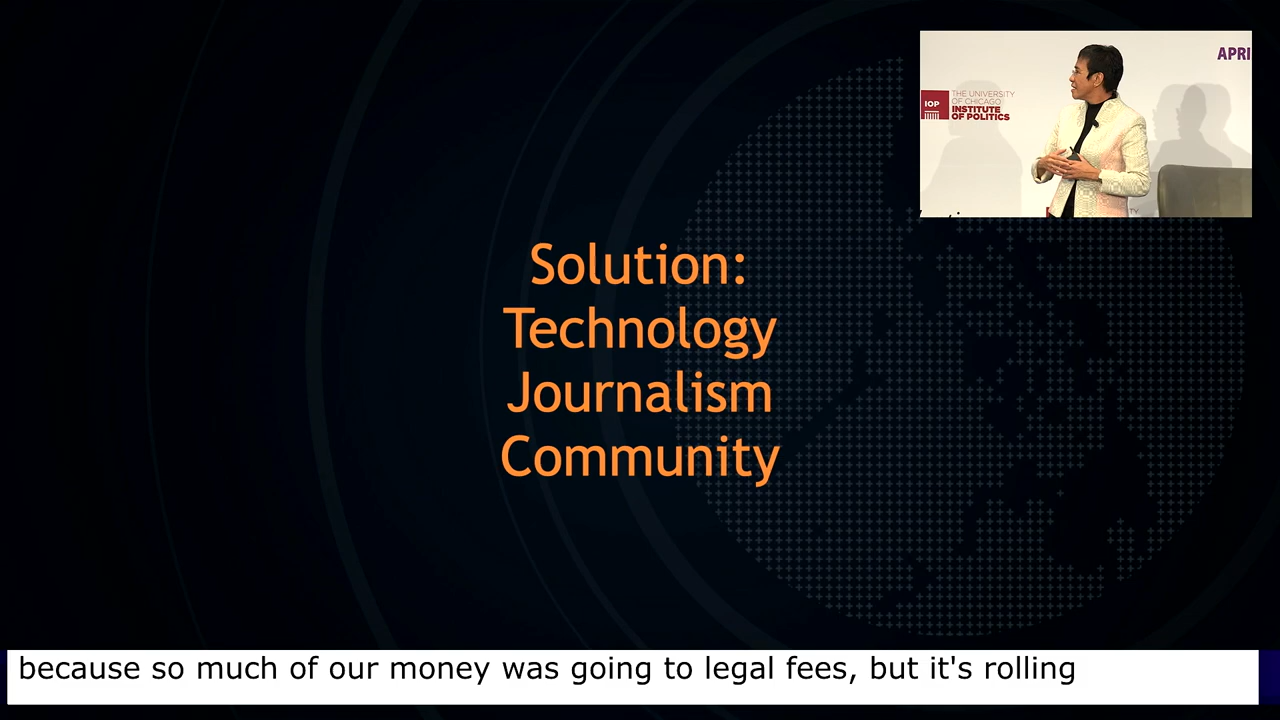 APRI
IOP
THE UNIVERSITY
OF CHICAGO
INSTITUTE
OF POLITICS
TV
Solution:
Technology
Journalism
Community
because so much of our money was going to legal fees, but it's rolling